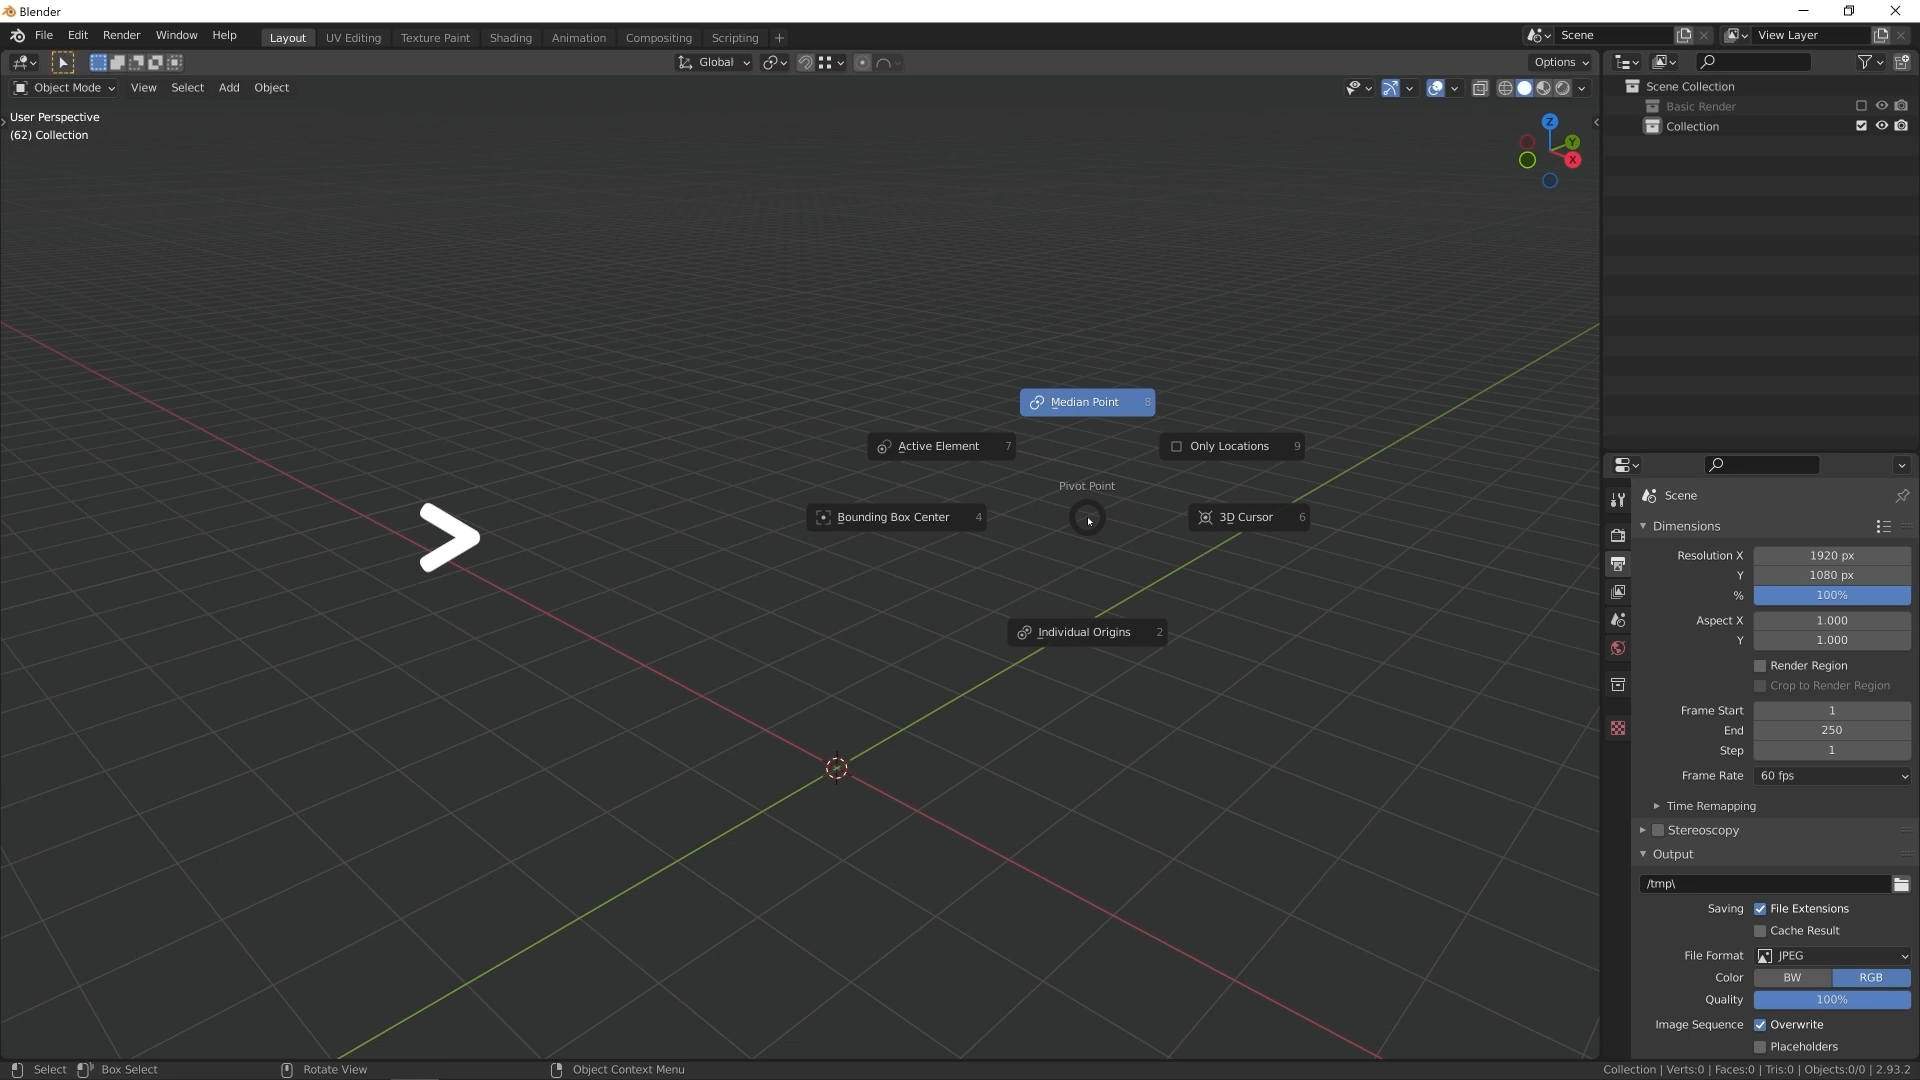 Blender
File Edit Render Window Help Layout UV Editing Texture Paint Shading Animation Compositing Scripting + Scene View Layer
Global Options
Object Mode View Select Add Object
User Perspective
(62) Collection
Z
Y
X
Scene Collection
Basic Render
Collection
Median Point 8
Active Element 7
Only Locations 9
Pivot Point
Bounding Box Center 4
3D Cursor 6
Individual Origins 2
>
Scene
Dimensions
Resolution X 1920 px
Y 1080 px
% 100%
Aspect X 1.000
Y 1.000
Render Region
Crop to Render Region
Frame Start 1
End 250
Step 1
Frame Rate 60 fps
Time Remapping
Stereoscopy
Output
/tmp\
Saving File Extensions
Cache Result
File Format JPEG
Color BW RGB
Quality 100%
Image Sequence Overwrite
Placeholders
Select Box Select Rotate View Object Context Menu Collection | Verts:0 | Faces:0 | Tris:0 | Objects:0/0 | 2.93.2